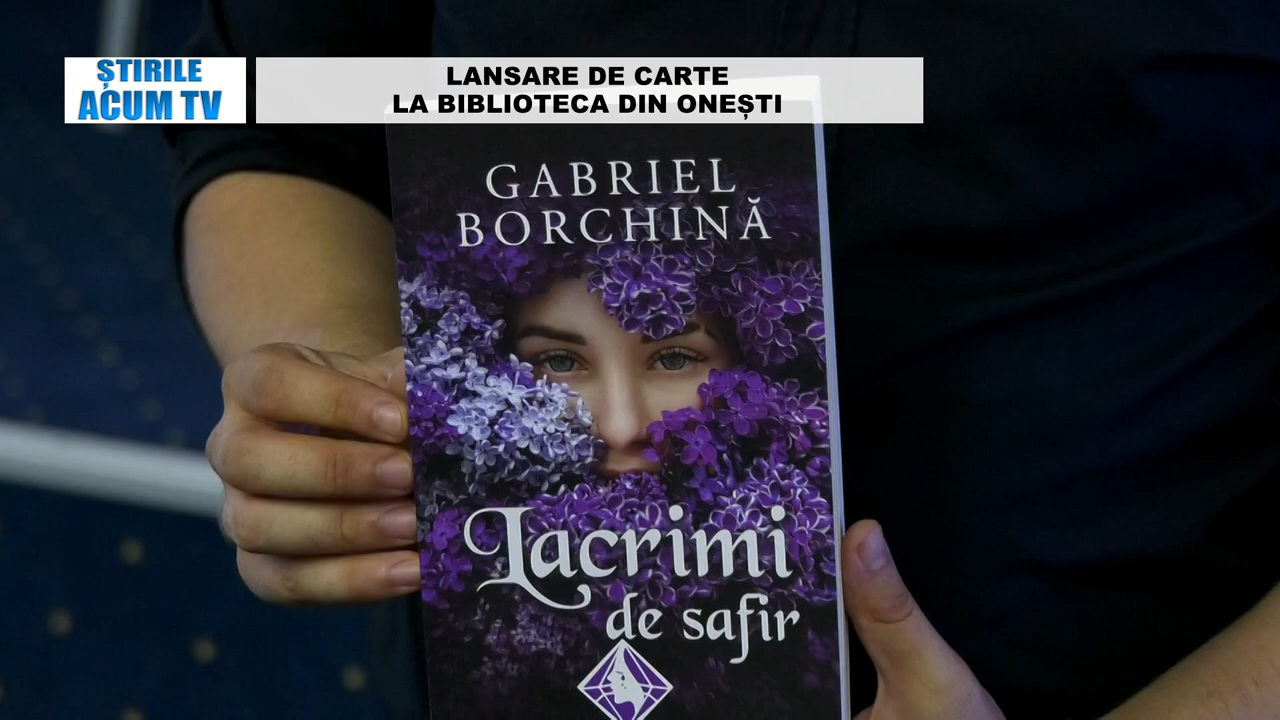 ȘTIRILE
ACUM TV
LANSARE DE CARTE
LA BIBLIOTECA DIN ONEȘTI
GABRIEL
BORCHINĂ
Lacrimi
de safir